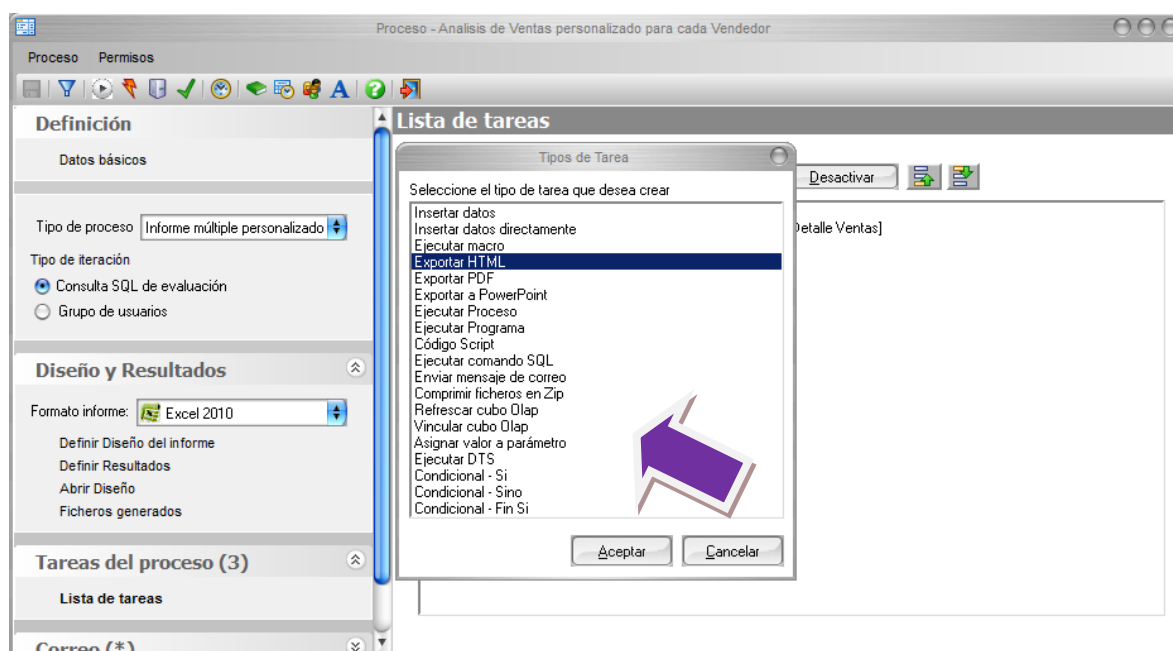 Proceso - Analisis de Ventas personalizado para cada Vendedor
Proceso Permisos
A ?
Definición
Datos básicos
Tipo de proceso Informe múltiple personalizado
Tipo de iteración
Consulta SQL de evaluación
Grupo de usuarios
Diseño y Resultados
Formato informe: Excel 2010
Definir Diseño del informe
Definir Resultados
Abrir Diseño
Ficheros generados
Tareas del proceso (3)
Lista de tareas
Correo (*)
Lista de tareas
Desactivar
Detalle Ventas]
Tipos de Tarea
Seleccione el tipo de tarea que desea crear
Insertar datos
Insertar datos directamente
Ejecutar macro
Exportar HTML
Exportar PDF
Exportar a PowerPoint
Ejecutar Proceso
Ejecutar Programa
Código Script
Ejecutar comando SQL
Enviar mensaje de correo
Comprimir ficheros en Zip
Refrescar cubo Olap
Vincular cubo Olap
Asignar valor a parámetro
Ejecutar DTS
Condicional - Si
Condicional - Sino
Condicional - Fin Si
Aceptar Cancelar